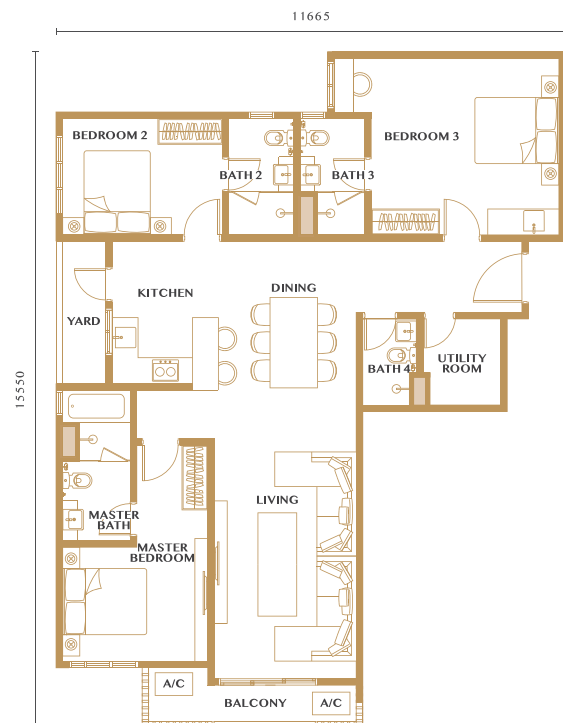 11665
BEDROOM 2
BEDROOM 3
BATH 2
BATH 3
KITCHEN
DINING
YARD
BATH 4
UTILITY
ROOM
15550
LIVING
MASTER
BATH
MASTER
BEDROOM
A/C
BALCONY
A/C